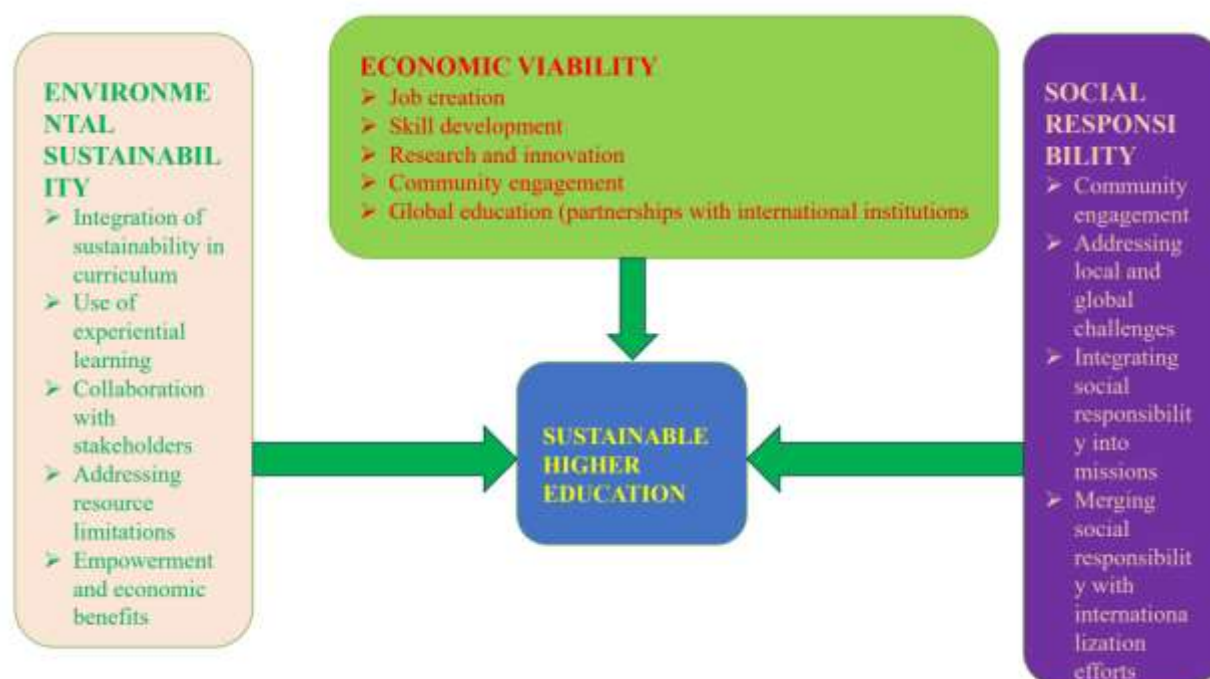 ENVIRONME
NTAL
SUSTAINABIL
ITY
➢ Integration of
sustainability in
curriculum
➢ Use of
experiential
learning
➢ Collaboration
with
stakeholders
➢ Addressing
resource
limitations
➢ Empowerment
and economic
benefits
ECONOMIC VIABILITY
➢ Job creation
➢ Skill development
➢ Research and innovation
➢ Community engagement
➢ Global education (partnerships with international institutions
SUSTAINABLE
HIGHER
EDUCATION
SOCIAL
RESPONSI
BILITY
➢ Community
engagement
➢ Addressing
local and
global
challenges
➢ Integrating
social
responsibilit
y into
missions
➢ Merging
social
responsibilit
y with
internationa
lization
efforts